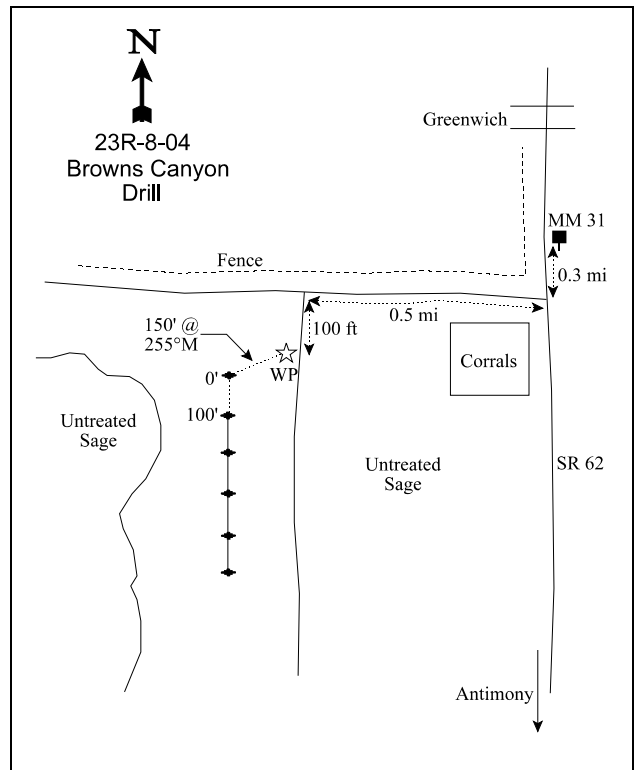 N
23R-8-04
Browns Canyon
Drill
Greenwich
MM 31
Fence
0.3 mi
0.5 mi
100 ft
150' @
255°M
WP
Corrals
0'
100'
Untreated
Sage
Untreated
Sage
SR 62
Antimony